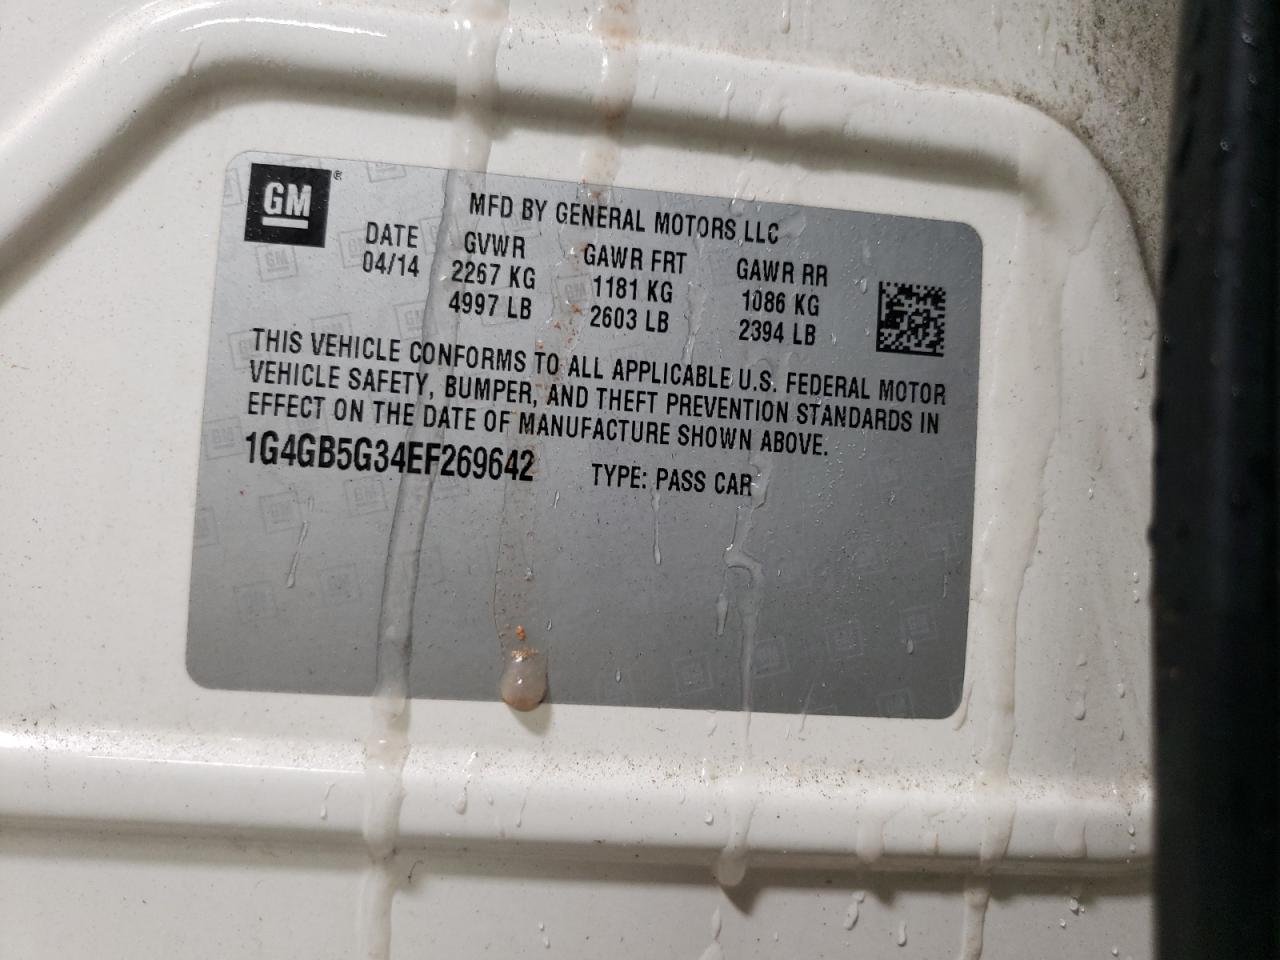 GM ®
MFD BY GENERAL MOTORS LLC
DATE GVWR GAWR FRT GAWR RR
04/14 2267 KG 1181 KG 1086 KG
4997 LB 2603 LB 2394 LB
THIS VEHICLE CONFORMS TO ALL APPLICABLE U.S. FEDERAL MOTOR
VEHICLE SAFETY, BUMPER, AND THEFT PREVENTION STANDARDS IN
EFFECT ON THE DATE OF MANUFACTURE SHOWN ABOVE.
1G4GB5G34EF269642 TYPE: PASS CAR